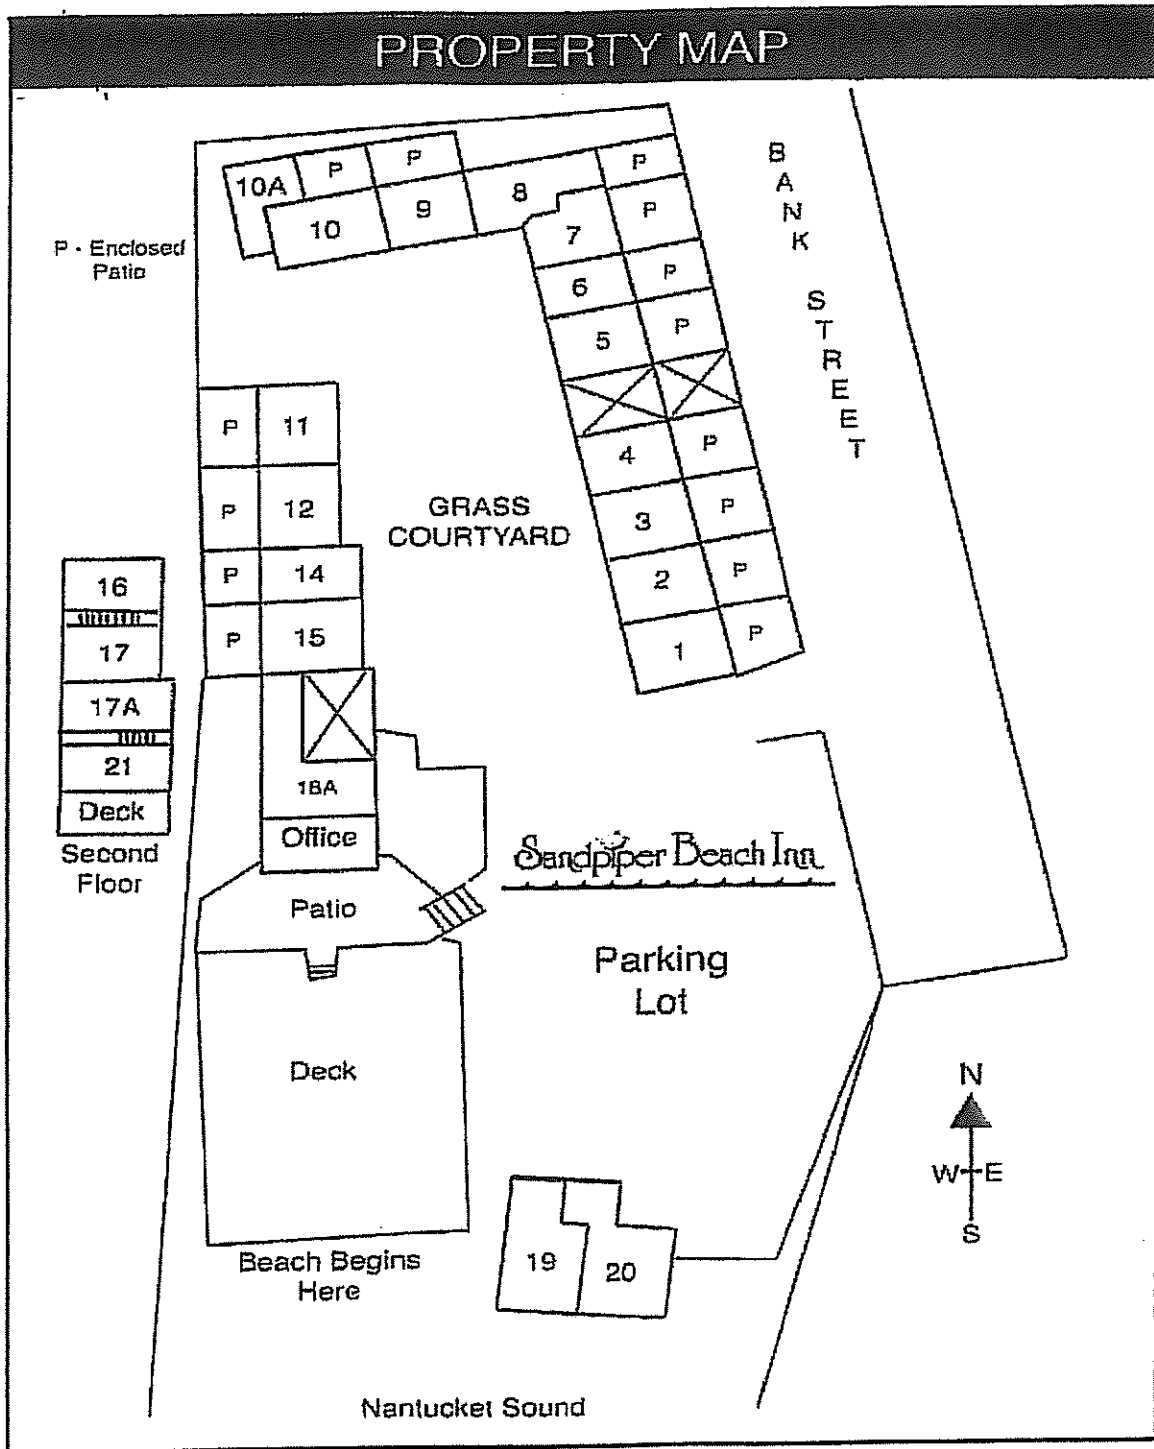 PROPERTY MAP
BANK STREET
P - Enclosed
Patio
10A
P
P
10
9
8
P
7
P
6
P
5
P
4
P
3
P
2
P
1
P
P
11
P
12
P
14
P
15
GRASS
COURTYARD
16
17
17A
21
Deck
Second
Floor
18A
Office
Patio
Sandpiper Beach Inn
Parking
Lot
Deck
N
W E
S
19
20
Beach Begins
Here
Nantucket Sound